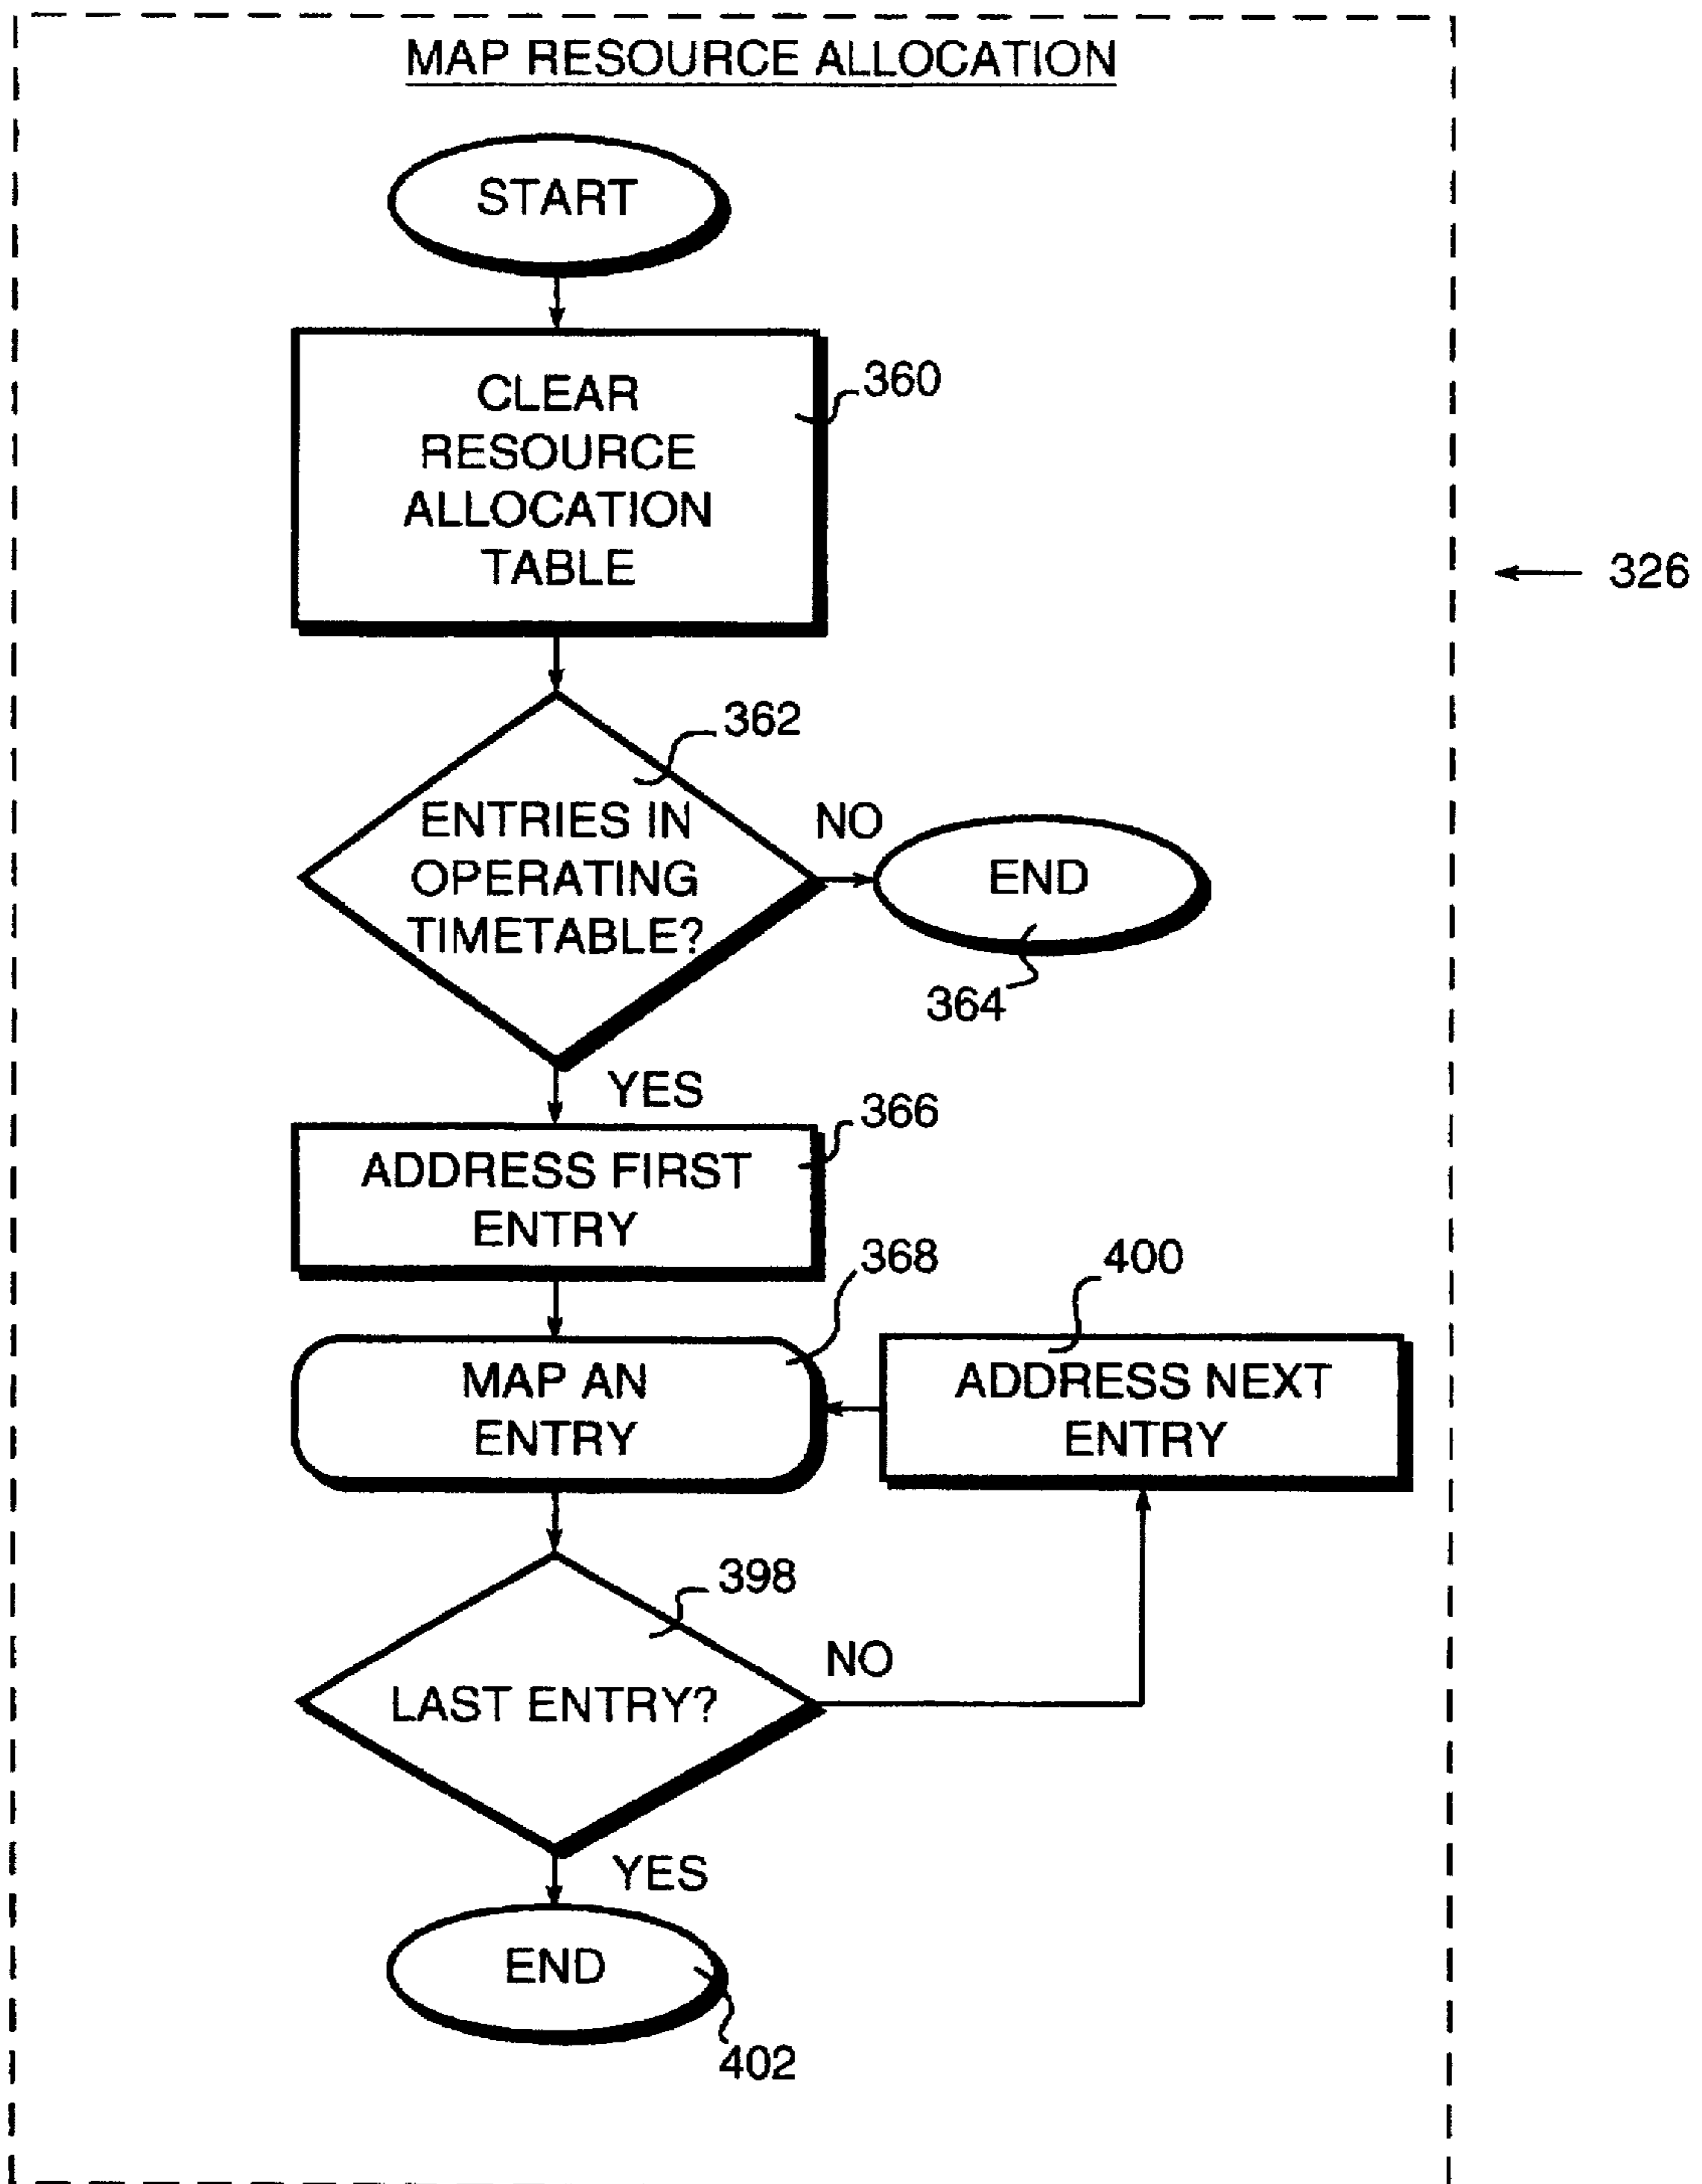 MAP RESOURCE ALLOCATION
START
360
CLEAR
RESOURCE
ALLOCATION
TABLE
326
362
ENTRIES IN
OPERATING
TIMETABLE?
NO
END
364
YES
366
ADDRESS FIRST
ENTRY
368
400
MAP AN
ENTRY
ADDRESS NEXT
ENTRY
398
LAST ENTRY?
NO
YES
END
402